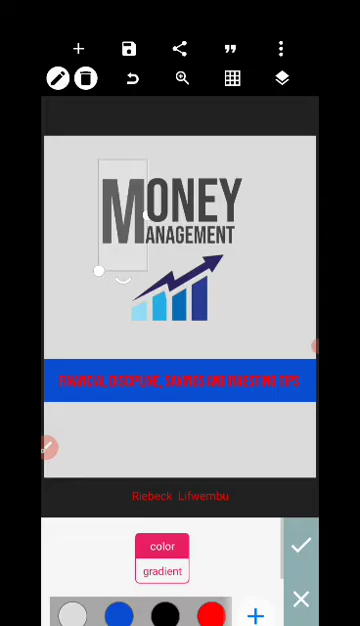 MONEY
MANAGEMENT
FINANCIAL DISCIPLINE, SAVINGS AND INVESTING TIPS
Riebeck Lifwembu
color
gradient